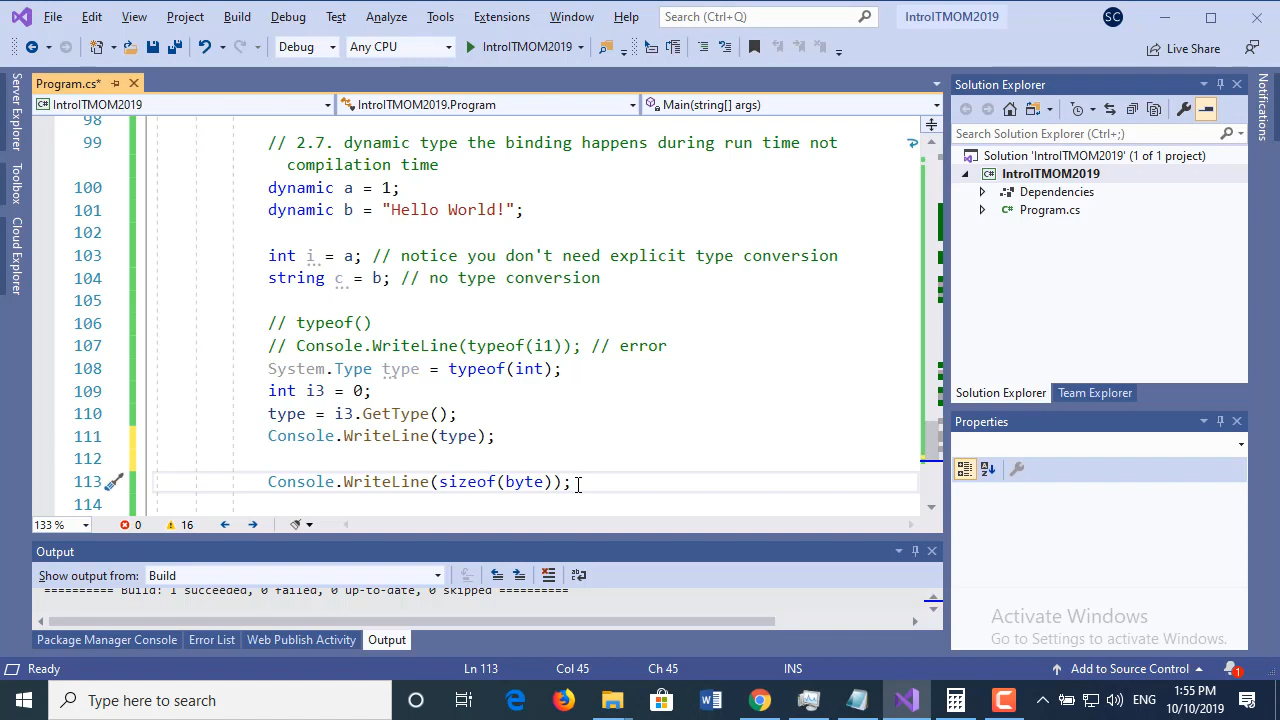 File Edit View Project Build Debug Test Analyze Tools Extensions Window Help Search (Ctrl+Q) IntroITMOM2019 SC
Debug Any CPU IntroITMOM2019 Live Share
Program.cs* Solution Explorer
IntroITMOM2019 IntroITMOM2019.Program Main(string[] args)
Search Solution Explorer (Ctrl+;)
Solution 'IntroITMOM2019' (1 of 1 project)
IntroITMOM2019
Dependencies
Program.cs
Server Explorer
Toolbox
Cloud Explorer
Notifications
98
99 // 2.7. dynamic type the binding happens during run time not
compilation time
100 dynamic a = 1;
101 dynamic b = "Hello World!";
102
103 int i = a; // notice you don't need explicit type conversion
104 string c = b; // no type conversion
105
106 // typeof()
107 // Console.WriteLine(typeof(i1)); // error
108 System.Type type = typeof(int);
109 int i3 = 0;
110 type = i3.GetType();
111 Console.WriteLine(type);
112
113 Console.WriteLine(sizeof(byte));
114
133 % 0 16
Solution Explorer Team Explorer
Properties
Output
Show output from: Build
========== Build: 1 succeeded, 0 failed, 0 up-to-date, 0 skipped ==========
Package Manager Console Error List Web Publish Activity Output
Activate Windows
Go to Settings to activate Windows.
Ready Ln 113 Col 45 Ch 45 INS Add to Source Control 1
Type here to search ENG 1:55 PM
10/10/2019